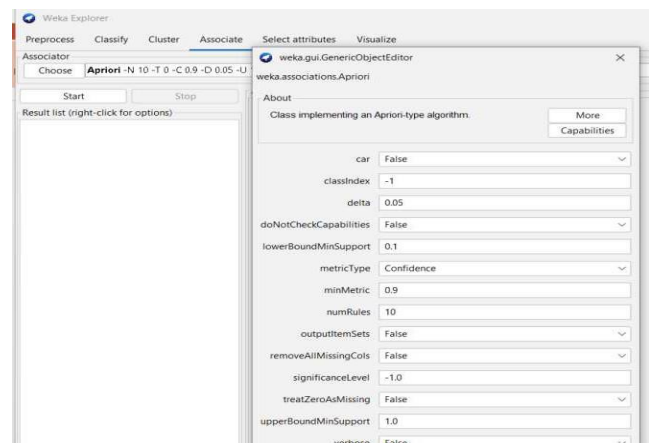 Weka Explorer
Preprocess Classify Cluster Associate Select attributes Visualize
Associator
Choose Apriori -N 10 -T 0 -C 0.9 -D 0.05 -U
Start Stop
Result list (right-click for options)
weka.gui.GenericObjectEditor
weka.associations.Apriori
About
Class implementing an Apriori-type algorithm.
More
Capabilities
car False
classIndex -1
delta 0.05
doNotCheckCapabilities False
lowerBoundMinSupport 0.1
metricType Confidence
minMetric 0.9
numRules 10
outputItemSets False
removeAllMissingCols False
significanceLevel -1.0
treatZeroAsMissing False
upperBoundMinSupport 1.0
verbose False